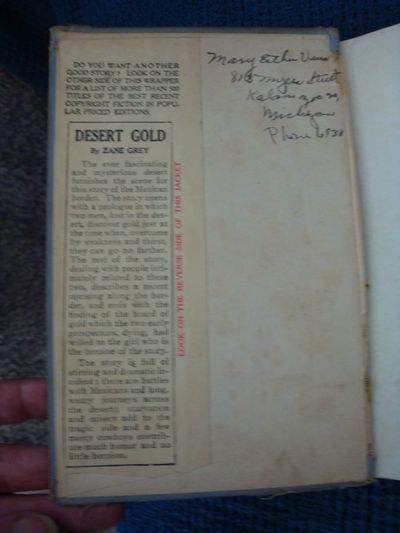 DO YOU WANT ANOTHER
GOOD STORY? LOOK ON THE
OTHER SIDE OF THIS WRAPPER
FOR A LIST OF MORE THAN 500
TITLES OF THE BEST RECENT
COPYRIGHT FICTION IN POPU-
LAR PRICED EDITIONS.
DESERT GOLD
By ZANE GREY
The ever fascinating
and mysterious desert
furnishes the scene for
this story of the Mexican
border. The story opens
with a prologue in which
two men, lost in the des-
ert, discover gold just at
the time when, overcome
by weakness and thirst,
they can go no farther.
The rest of the story,
dealing with people inti-
mately related to these
two, describes a recent
uprising along the bor-
der, and ends with the
finding of the hoard of
gold which the two early
prospectors, dying, had
willed to the girl who is
the heroine of the story.
The story is full of
stirring and dramatic in-
cident; there are battles
with Mexicans and long,
weary journeys across
the desert; starvation
and misery add to the
tragic side and a few
merry cowboys contrib-
ute much humor and no
little heroism.
LOOK ON THE REVERSE SIDE OF THIS JACKET
Mary Esther
Street
Kalamazoo,
Michigan
Phone